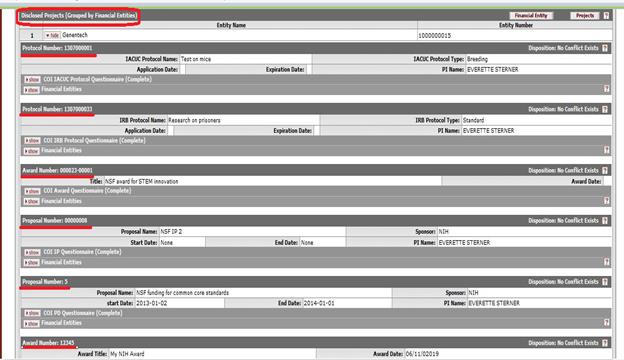 Disclosed Projects (Grouped by Financial Entities) Financial Entity Projects ?
Entity Name Entity Number
1 hide Genentech 1000000015
Protocol Number: 1307000001 Disposition: No Conflict Exists ?
IACUC Protocol Name: Test on mice IACUC Protocol Type: Breeding
Application Date: Expiration Date: PI Name: EVERETTE STERNER
show COI IACUC Protocol Questionnaire (Complete) ?
show Financial Entities ?
Protocol Number: 1307000033 Disposition: No Conflict Exists ?
IRB Protocol Name: Research on prisoners IRB Protocol Type: Standard
Application Date: Expiration Date: PI Name: EVERETTE STERNER
show COI IRB Protocol Questionnaire (Complete) ?
show Financial Entities ?
Award Number: 000023-00001 Disposition: No Conflict Exists ?
Title: NSF award for STEM innovation Award Date:
show COI Award Questionnaire (Complete) ?
show Financial Entities ?
Proposal Number: 00000008 Disposition: No Conflict Exists ?
Proposal Name: NSF IP 2 Sponsor: NIH
Start Date: None End Date: None PI Name: EVERETTE STERNER
show COI IP Questionnaire (Complete) ?
show Financial Entities ?
Proposal Number: 5 Disposition: No Conflict Exists ?
Proposal Name: NSF funding for common core standards Sponsor: NIH
start Date: 2013-01-02 End Date: 2014-01-01 PI Name: EVERETTE STERNER
show COI PD Questionnaire (Complete) ?
show Financial Entities ?
Award Number: 12345 Disposition: No Conflict Exists ?
Award Title: My NIH Award Award Date: 06/11/02019